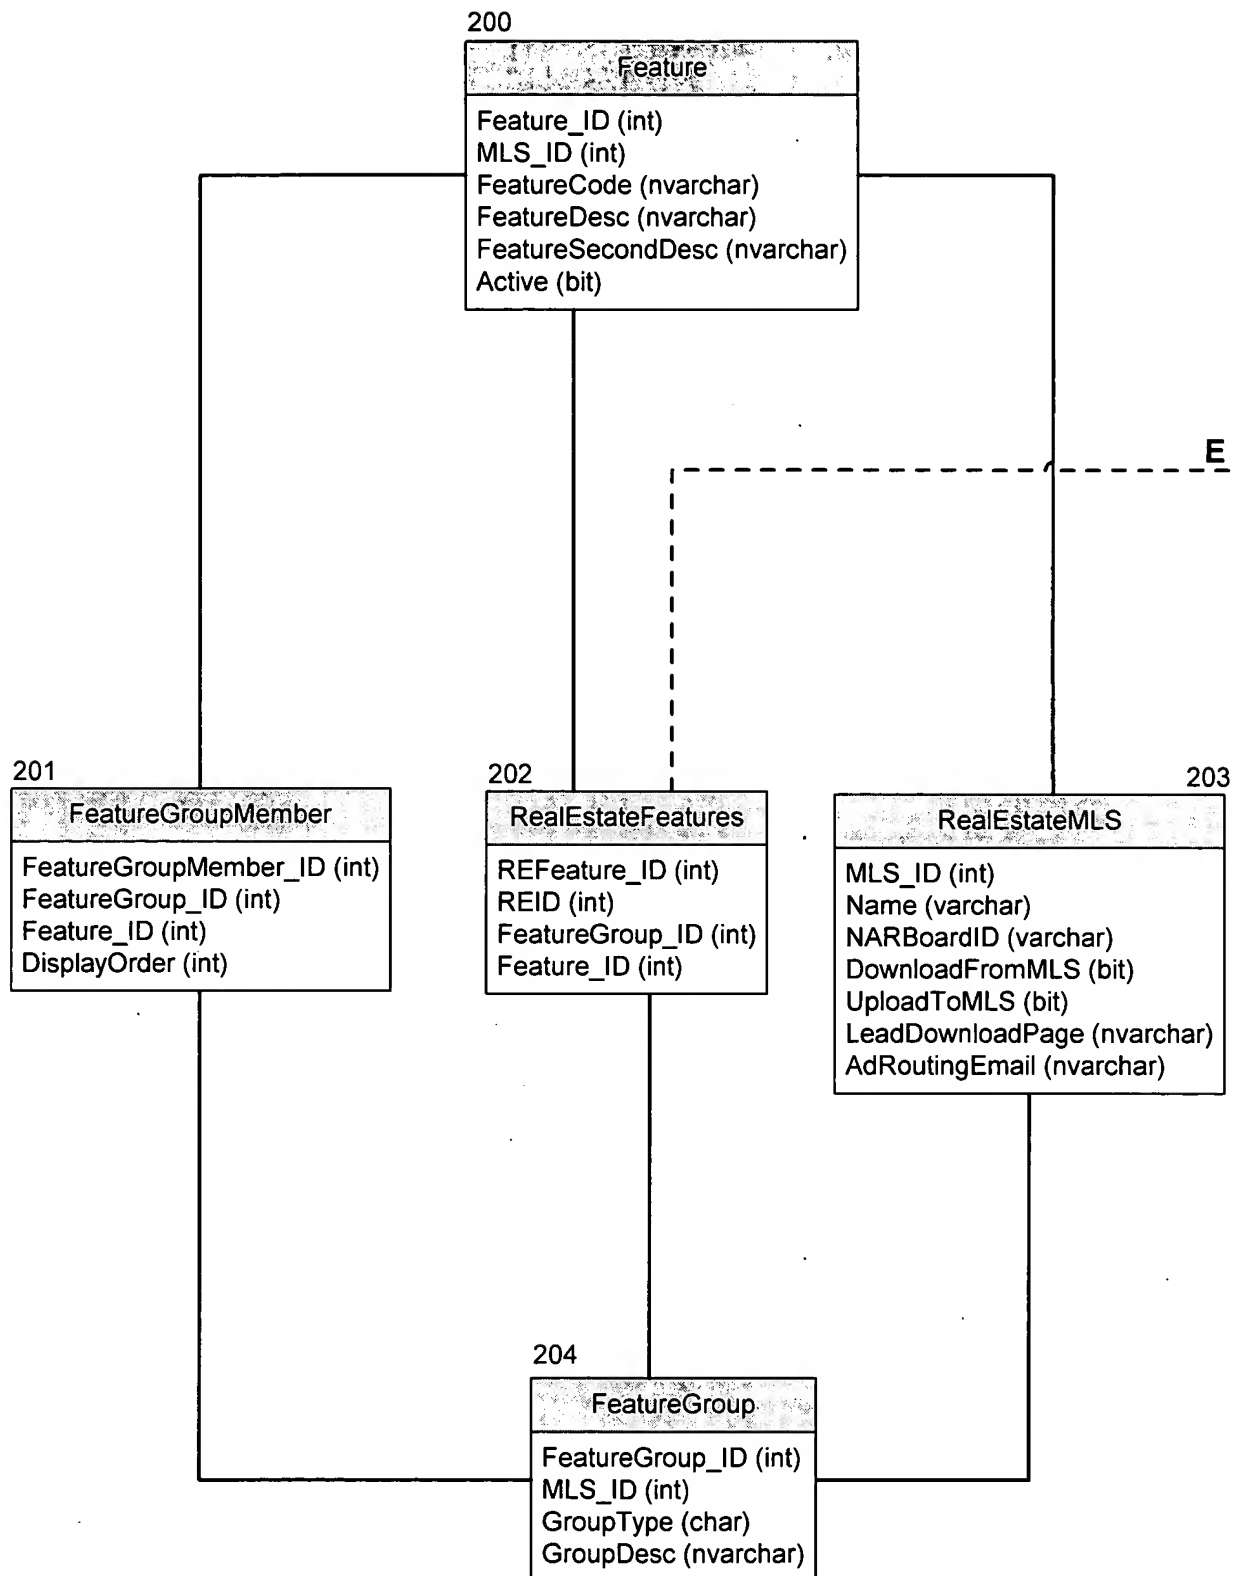 200
Feature
Feature_ID (int)
MLS_ID (int)
FeatureCode (nvarchar)
FeatureDesc (nvarchar)
FeatureSecondDesc (nvarchar)
Active (bit)
E
201
FeatureGroupMember
FeatureGroupMember_ID (int)
FeatureGroup_ID (int)
Feature_ID (int)
DisplayOrder (int)
202
RealEstateFeatures
REFeature_ID (int)
REID (int)
FeatureGroup_ID (int)
Feature_ID (int)
203
RealEstateMLS
MLS_ID (int)
Name (varchar)
NARBoardID (varchar)
DownloadFromMLS (bit)
UploadToMLS (bit)
LeadDownloadPage (nvarchar)
AdRoutingEmail (nvarchar)
204
FeatureGroup
FeatureGroup_ID (int)
MLS_ID (int)
GroupType (char)
GroupDesc (nvarchar)